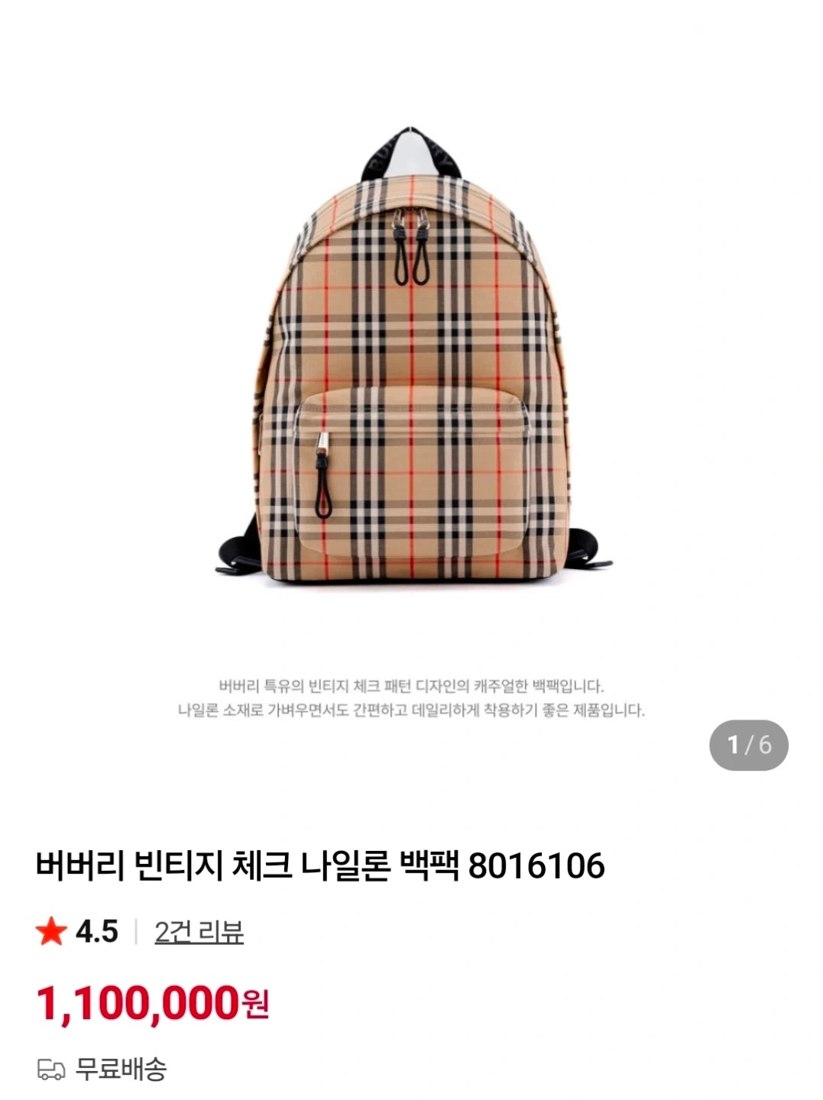 버버리 특유의 빈티지 체크 패턴 디자인의 캐주얼한 백팩입니다.
나일론 소재로 가벼우면서도 간편하고 데일리하게 착용하기 좋은 제품입니다.
1/6
버버리 빈티지 체크 나일론 백팩 8016106
4.5 | 2건 리뷰
1,100,000원
무료배송